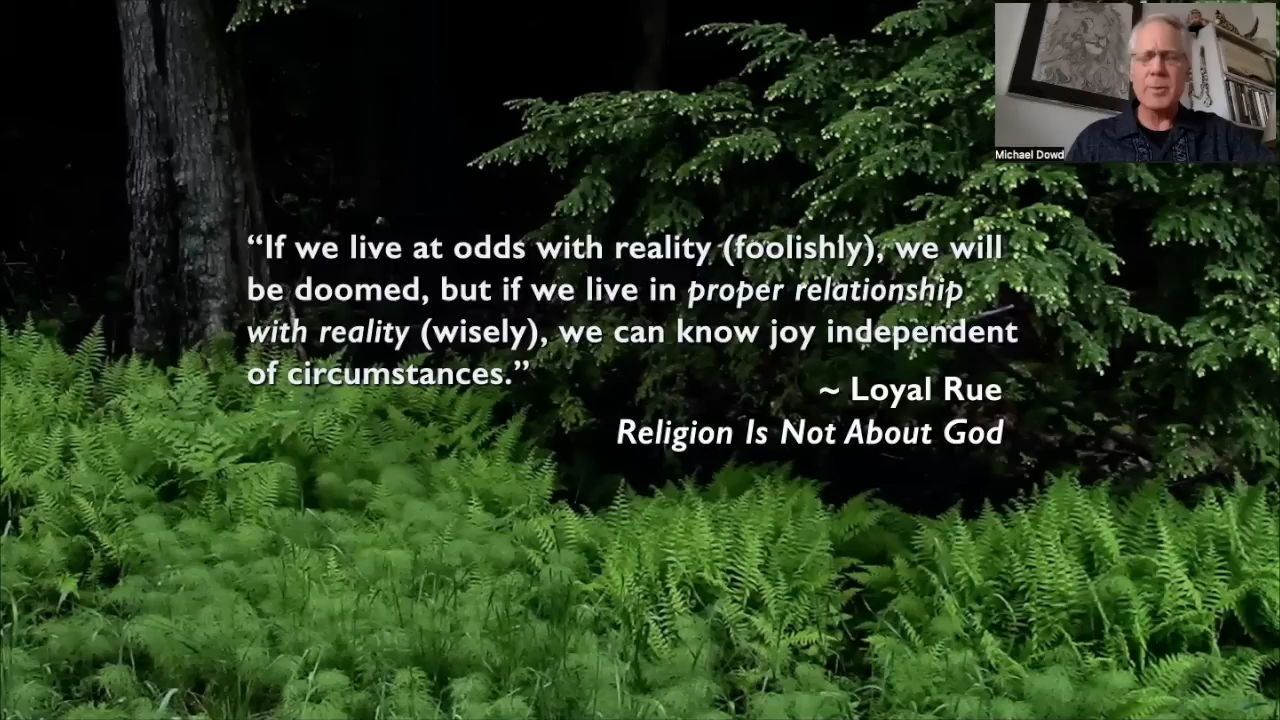 Michael Dowd
“If we live at odds with reality (foolishly), we will
be doomed, but if we live in proper relationship
with reality (wisely), we can know joy independent
of circumstances.”
~ Loyal Rue
Religion Is Not About God